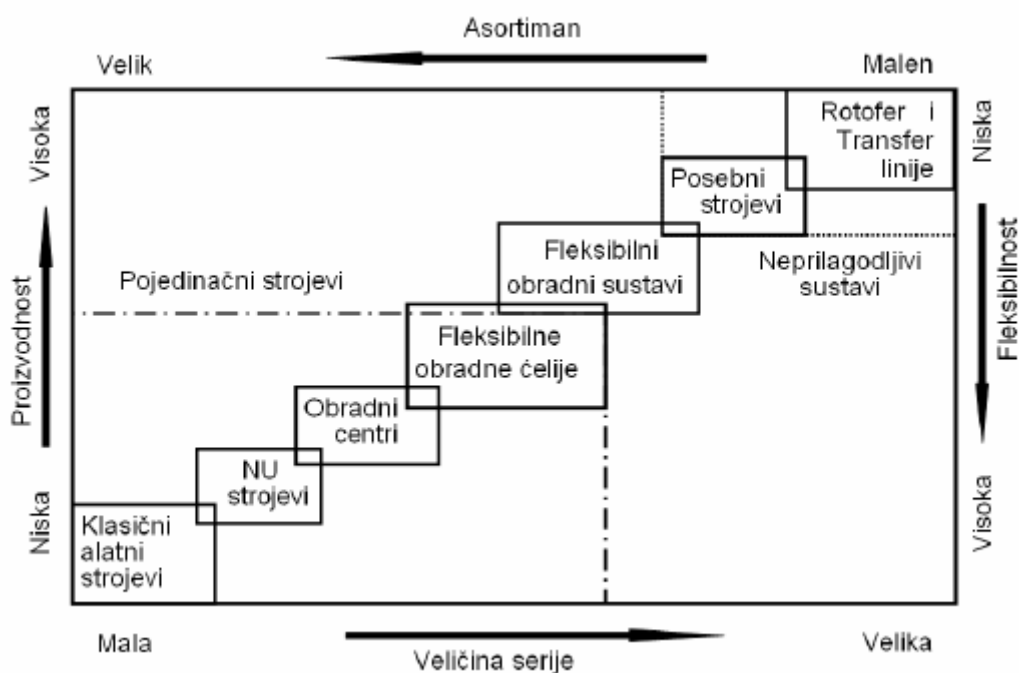 Asortiman
Velik
Malen
Visoka
Niska
Rotofer i
Transfer
linije
Posebni
strojevi
Fleksibilni
obradni sustavi
Neprilagodljivi
sustavi
Pojedinačni strojevi
Proizvodnost
Fleksibilnost
Fleksibilne
obradne ćelije
Obradni
centri
NU
strojevi
Klasični
alatni
strojevi
Niska
Visoka
Mala
Velika
Veličina serije